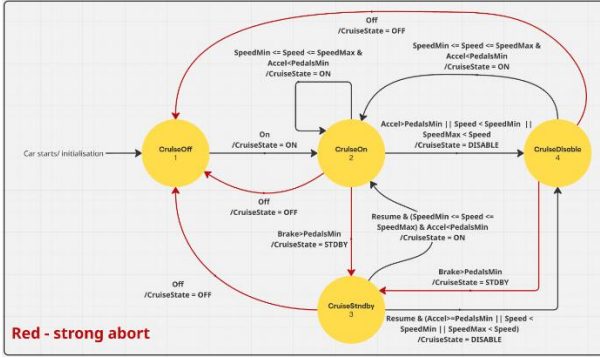 Off
/CruiseState = OFF
SpeedMin <= Speed <= SpeedMax &
Accel<PedalsMin
/CruiseState = ON
SpeedMin <= Speed <= SpeedMax &
Accel<PedalsMin
/CruiseState = ON
Car starts/ initialisation
CruiseOff
1
On
/CruiseState = ON
CruiseOn
2
Accel>PedalsMin || Speed < SpeedMin ||
SpeedMax < Speed
/CruiseState = DISABLE
CruiseDisable
4
Off
/CruiseState = OFF
Resume & (SpeedMin <= Speed <=
SpeedMax) & Accel<PedalsMin
/CruiseState = ON
Brake>PedalsMin
/CruiseState = STDBY
Brake>PedalsMin
/CruiseState = STDBY
Off
/CruiseState = OFF
CruiseStndby
3
Resume & (Accel>=PedalsMin || Speed <
SpeedMin || SpeedMax < Speed)
/CruiseState = DISABLE
Red - strong abort